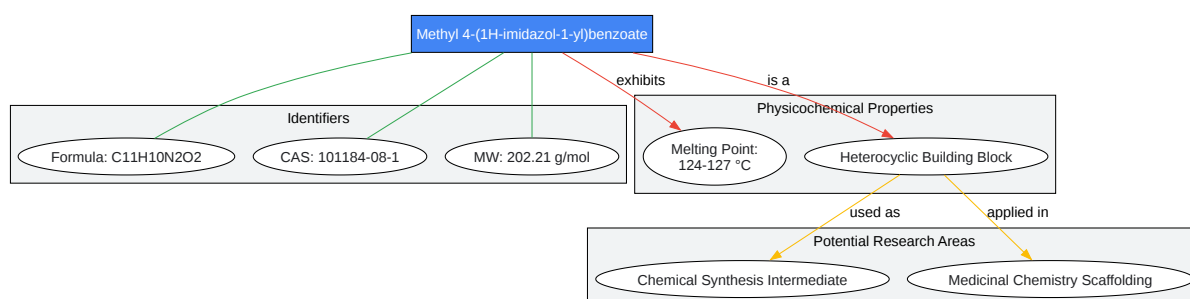 Methyl 4-(1H-imidazol-1-yl)benzoate
exhibits
is a
Identifiers
Physicochemical Properties
Formula: C11H10N2O2
CAS: 101184-08-1
MW: 202.21 g/mol
Melting Point:
124-127 °C
Heterocyclic Building Block
used as
applied in
Potential Research Areas
Chemical Synthesis Intermediate
Medicinal Chemistry Scaffolding